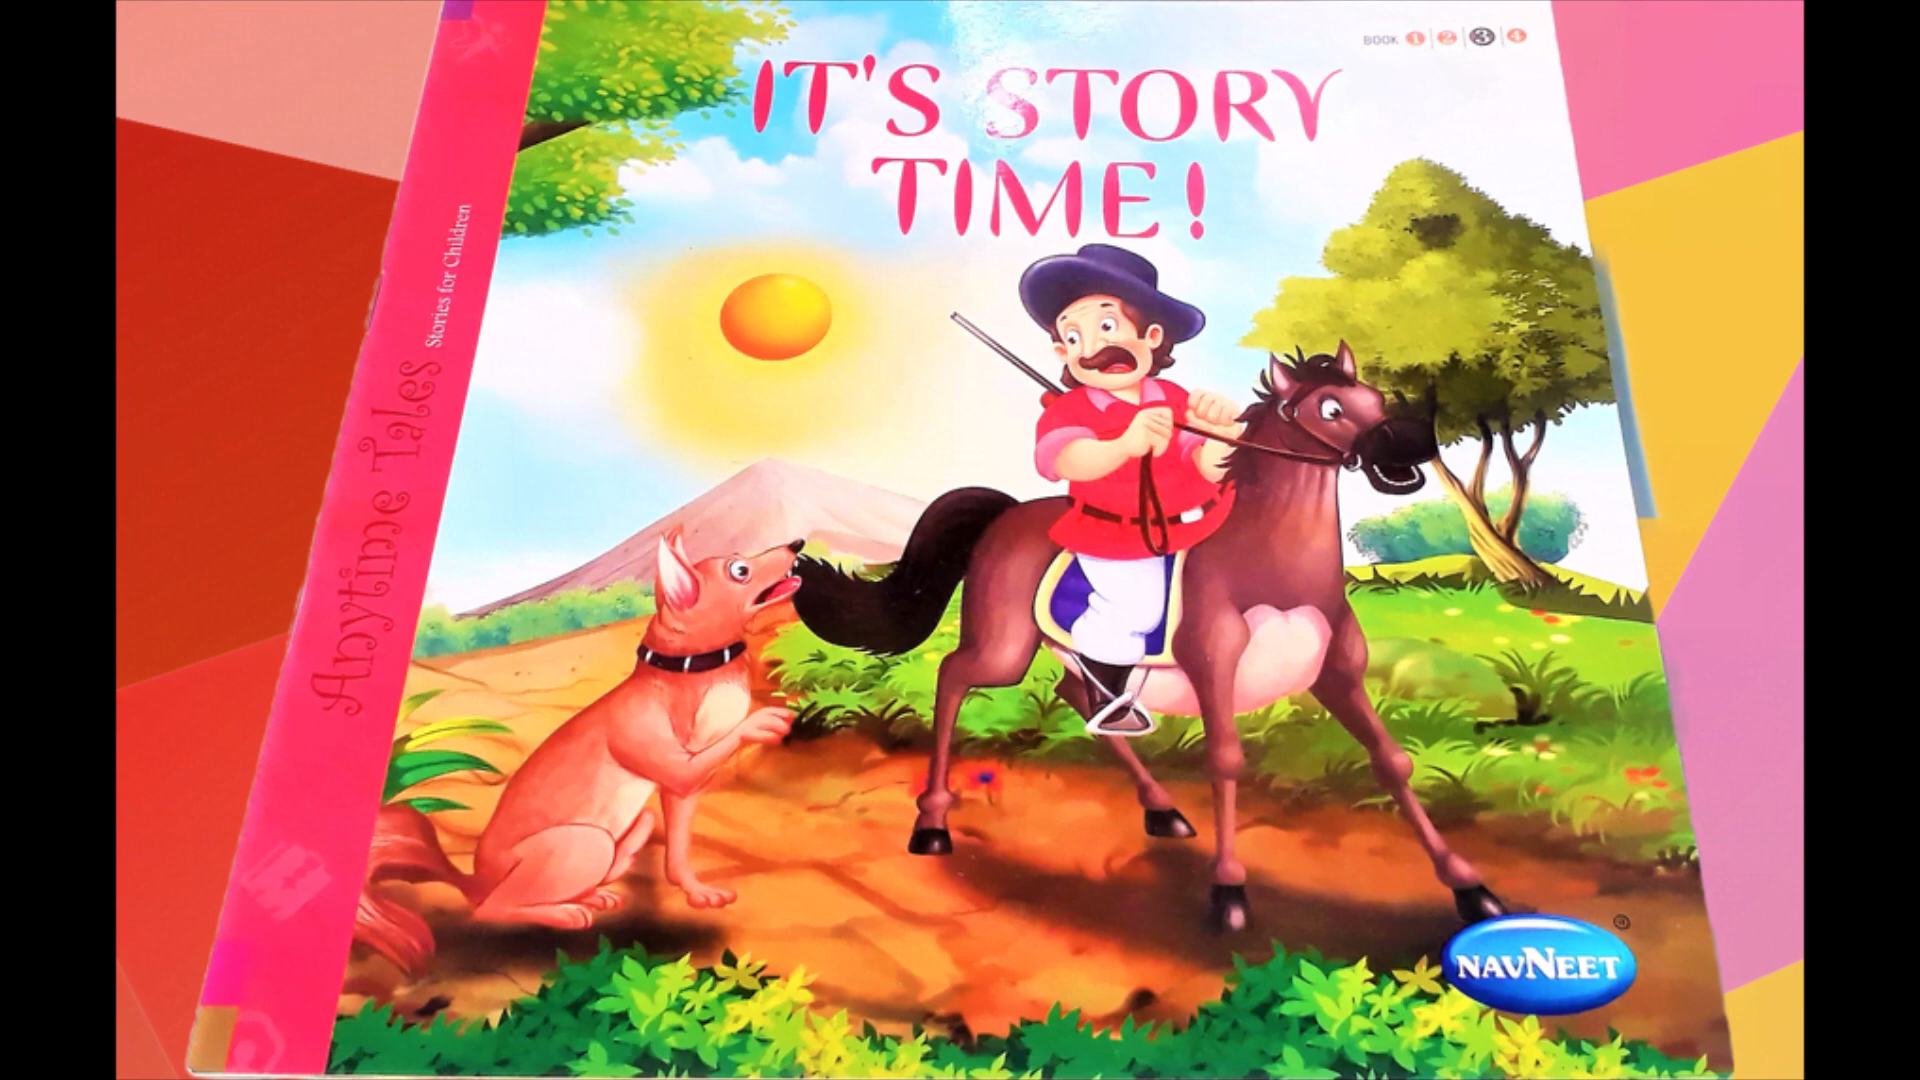 BOOK 1 2 3 4
IT'S STORY
TIME!
Anytime Tales
Stories for Children
NAVNEET ®